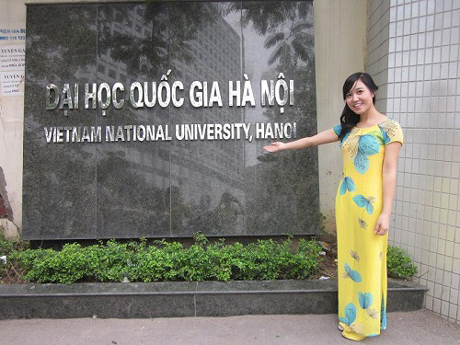 ĐẠI HỌC QUỐC GIA HÀ NỘI
VIETNAM NATIONAL UNIVERSITY, HANOI